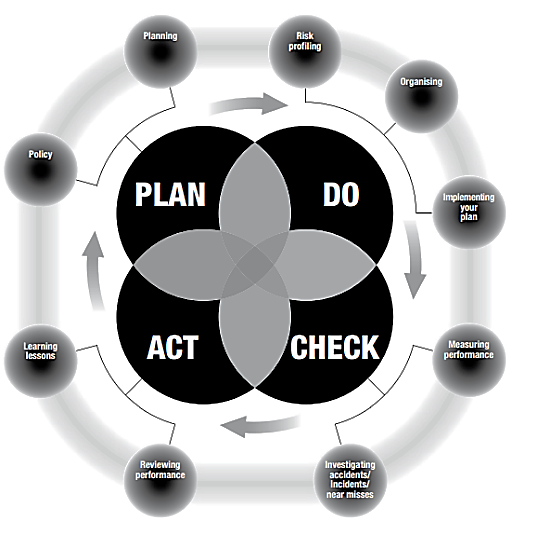 Planning
Risk
profiling
Organising
Policy
PLAN
DO
Implementing
your
plan
Learning
lessons
ACT
CHECK
Measuring
performance
Reviewing
performance
Investigating
accidents/
Incidents/
near misses